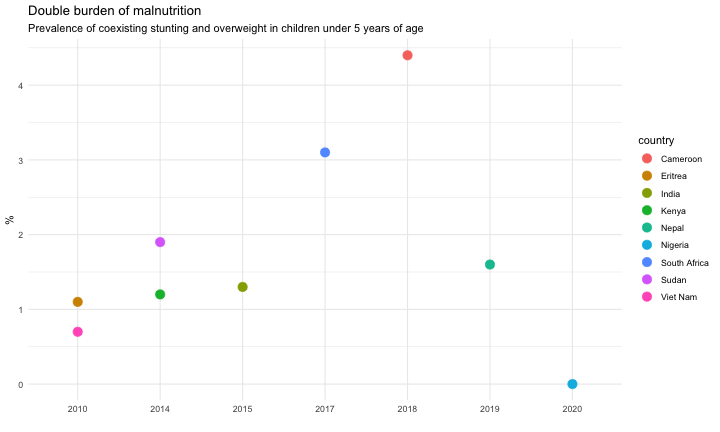 Double burden of malnutrition
Prevalence of coexisting stunting and overweight in children under 5 years of age
%
4
3
2
1
0
2010 2014 2015 2017 2018 2019 2020
country
Cameroon
Eritrea
India
Kenya
Nepal
Nigeria
South Africa
Sudan
Viet Nam